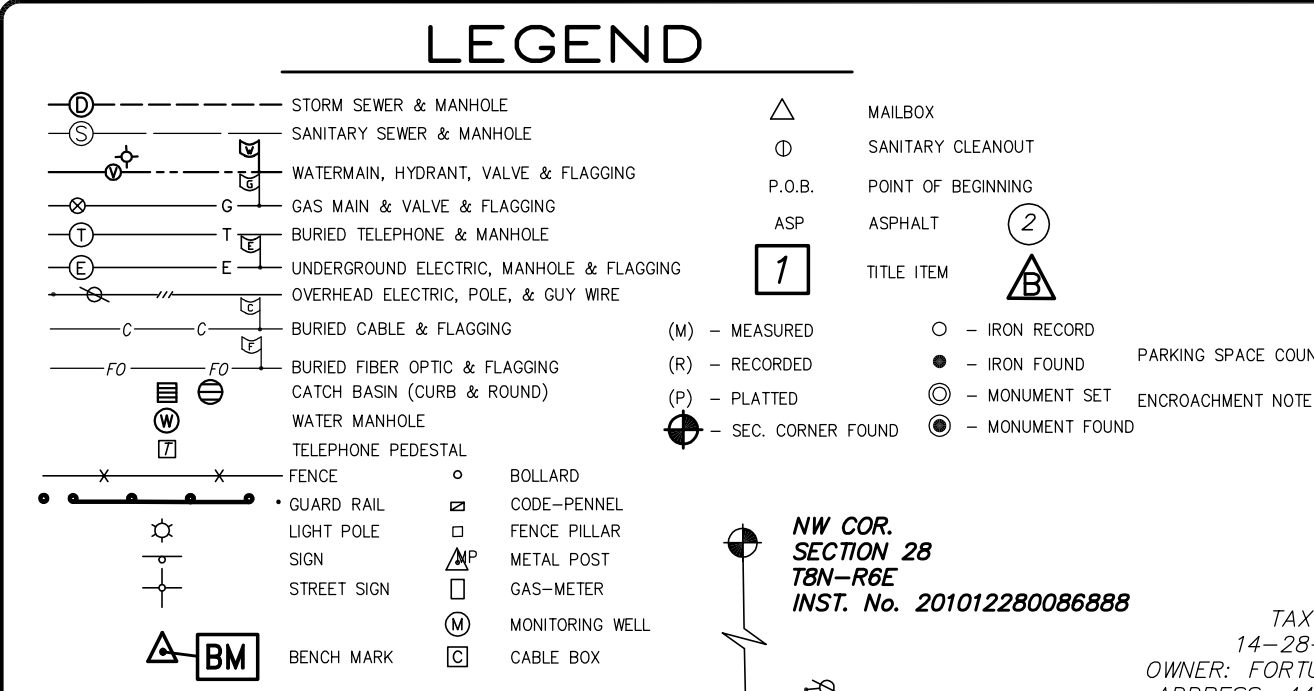 LEGEND
D STORM SEWER & MANHOLE
S SANITARY SEWER & MANHOLE
W
V WATERMAIN, HYDRANT, VALVE & FLAGGING
G
G GAS MAIN & VALVE & FLAGGING
T T BURIED TELEPHONE & MANHOLE
E
E E UNDERGROUND ELECTRIC, MANHOLE & FLAGGING
OVERHEAD ELECTRIC, POLE, & GUY WIRE
C
C C BURIED CABLE & FLAGGING
F
FO FO BURIED FIBER OPTIC & FLAGGING
CATCH BASIN (CURB & ROUND)
W WATER MANHOLE
T TELEPHONE PEDESTAL
X X FENCE
GUARD RAIL
LIGHT POLE
SIGN
STREET SIGN
BM BENCH MARK
BOLLARD
CODE-PENNEL
FENCE PILLAR
MP METAL POST
GAS-METER
M MONITORING WELL
C CABLE BOX
MAILBOX
SANITARY CLEANOUT
P.O.B. POINT OF BEGINNING
ASP ASPHALT
2
1 TITLE ITEM
B
(M) - MEASURED
(R) - RECORDED
(P) - PLATTED
- SEC. CORNER FOUND
- IRON RECORD
- IRON FOUND
- MONUMENT SET
- MONUMENT FOUND
PARKING SPACE COUN
ENCROACHMENT NOTE
NW COR.
SECTION 28
T8N-R6E
INST. No. 201012280086888
TAX
14-28-
OWNER: FORTU